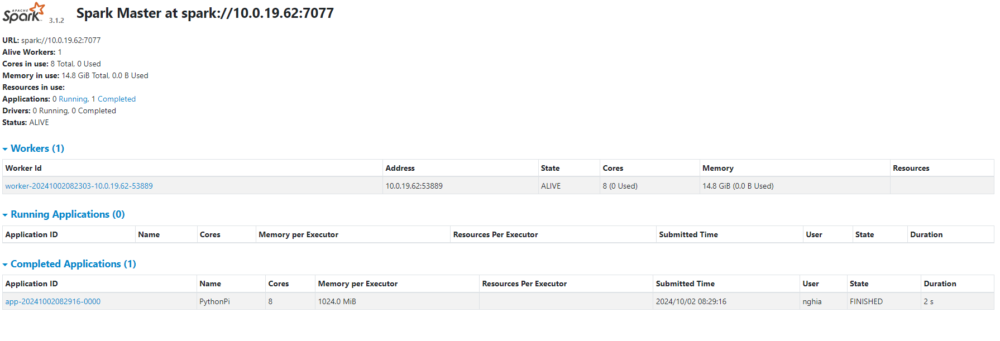 APACHE
Spark 3.1.2 Spark Master at spark://10.0.19.62:7077
URL: spark://10.0.19.62:7077
Alive Workers: 1
Cores in use: 8 Total, 0 Used
Memory in use: 14.8 GiB Total, 0.0 B Used
Resources in use:
Applications: 0 Running, 1 Completed
Drivers: 0 Running, 0 Completed
Status: ALIVE
Workers (1)
Worker Id Address State Cores Memory Resources
worker-20241002082303-10.0.19.62-53889 10.0.19.62:53889 ALIVE 8 (0 Used) 14.8 GiB (0.0 B Used)
Running Applications (0)
Application ID Name Cores Memory per Executor Resources Per Executor Submitted Time User State Duration
Completed Applications (1)
Application ID Name Cores Memory per Executor Resources Per Executor Submitted Time User State Duration
app-20241002082916-0000 PythonPi 8 1024.0 MiB 2024/10/02 08:29:16 nghia FINISHED 2 s